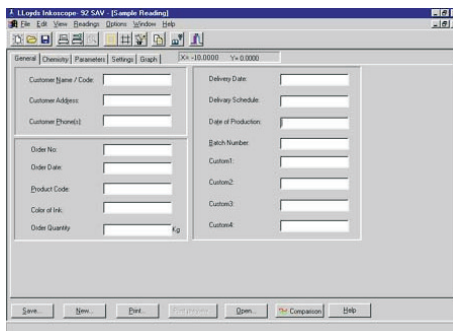 LLoyds Inkoscope- 92 SAV - [Sample Reading]
File Edit View Readings Options Window Help
General Chemistry Parameters Settings Graph X= -10.0000 Y= 0.0000
Customer Name / Code:
Customer Address:
Customer Phone(s):
Order No:
Order Date:
Product Code:
Color of Ink:
Order Quantity Kg
Delivery Date:
Delivery Schedule:
Date of Production:
Batch Number:
Custom1:
Custom2:
Custom3:
Custom4:
Save... New... Print... Open... Comparison Help